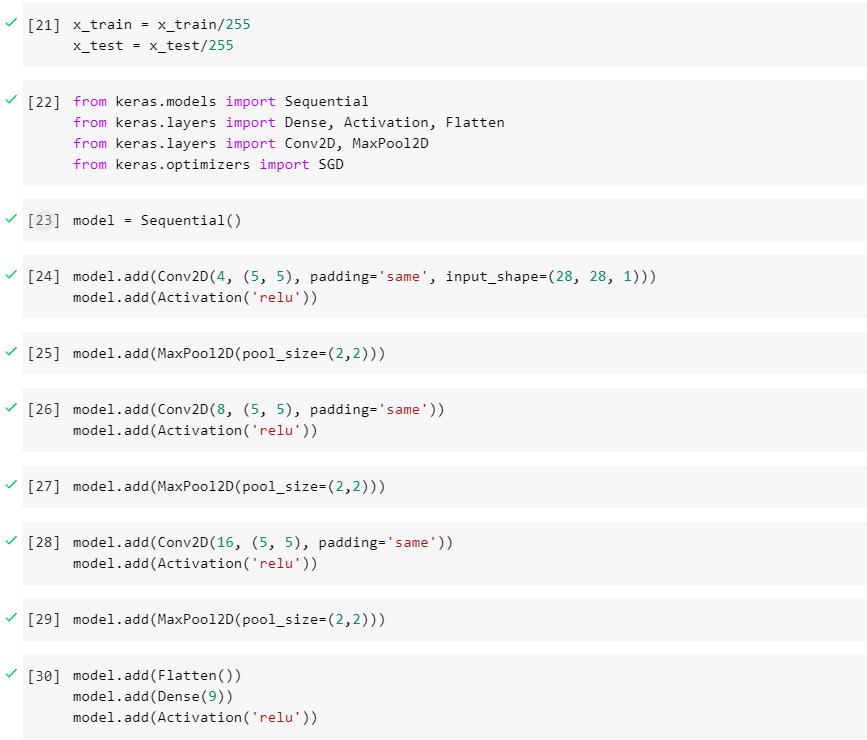 [21] x_train = x_train/255
x_test = x_test/255
[22] from keras.models import Sequential
from keras.layers import Dense, Activation, Flatten
from keras.layers import Conv2D, MaxPool2D
from keras.optimizers import SGD
[23] model = Sequential()
[24] model.add(Conv2D(4, (5, 5), padding='same', input_shape=(28, 28, 1)))
model.add(Activation('relu'))
[25] model.add(MaxPool2D(pool_size=(2,2)))
[26] model.add(Conv2D(8, (5, 5), padding='same'))
model.add(Activation('relu'))
[27] model.add(MaxPool2D(pool_size=(2,2)))
[28] model.add(Conv2D(16, (5, 5), padding='same'))
model.add(Activation('relu'))
[29] model.add(MaxPool2D(pool_size=(2,2)))
[30] model.add(Flatten())
model.add(Dense(9))
model.add(Activation('relu'))